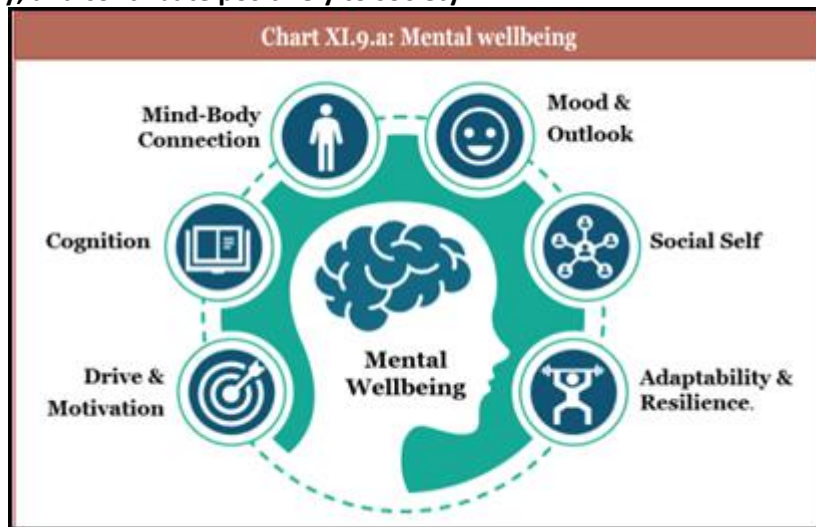 Chart XI.9.a: Mental wellbeing
Mind-Body
Connection
Mood &
Outlook
Cognition
Social Self
Drive &
Motivation
Mental
Wellbeing
Adaptability &
Resilience.